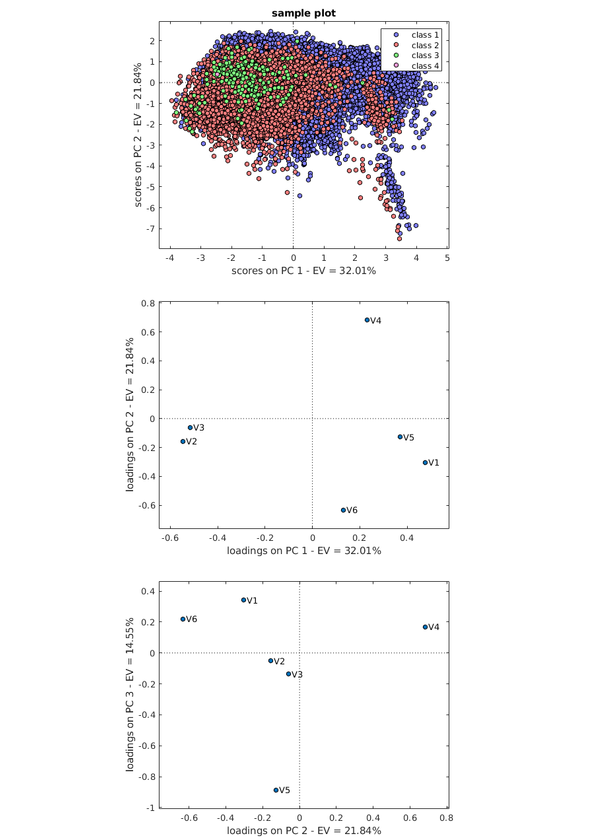 sample plot
class 1
class 2
class 3
class 4
2
1
0
-1
-2
-3
-4
-5
-6
-7
scores on PC 2 - EV = 21.84%
-4 -3 -2 -1 0 1 2 3 4 5
scores on PC 1 - EV = 32.01%
0.8
0.6
0.4
0.2
0
-0.2
-0.4
-0.6
loadings on PC 2 - EV = 21.84%
V4
V3
V2
V5
V1
V6
-0.6 -0.4 -0.2 0 0.2 0.4
loadings on PC 1 - EV = 32.01%
0.4
0.2
0
-0.2
-0.4
-0.6
-0.8
-1
loadings on PC 3 - EV = 14.55%
V1
V6
V4
V2
V3
V5
-0.6 -0.4 -0.2 0 0.2 0.4 0.6 0.8
loadings on PC 2 - EV = 21.84%